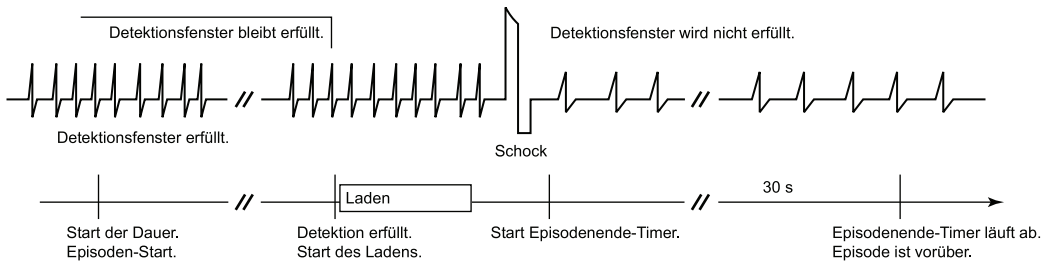 Detektionsfenster bleibt erfüllt.
Detektionsfenster wird nicht erfüllt.
Detektionsfenster erfüllt.
Schock
Laden
30 s
Start der Dauer.
Episoden-Start.
Detektion erfüllt.
Start des Ladens.
Start Episodenende-Timer.
Episodenende-Timer läuft ab.
Episode ist vorüber.